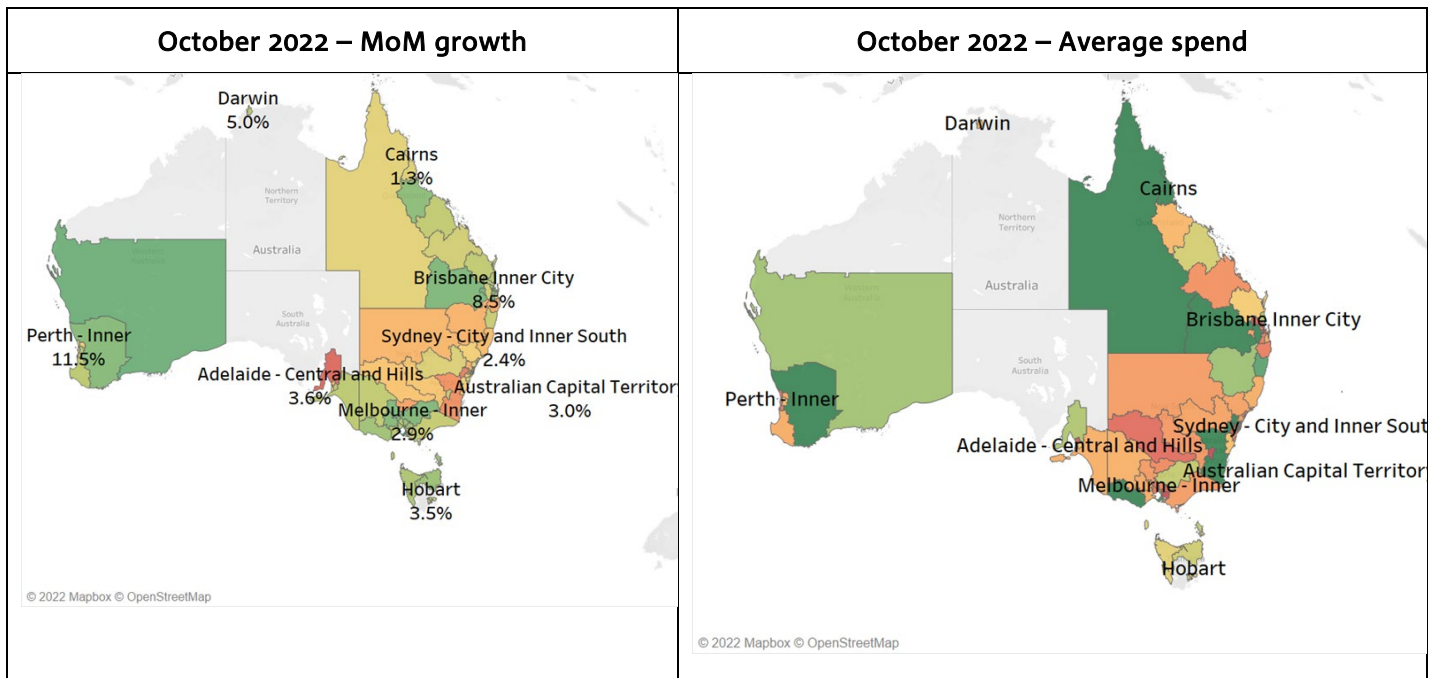 October 2022 – MoM growth
Darwin
5.0%
Cairns
1.3%
Northern
Territory
Australia
Brisbane Inner City
8.5%
South
Australia
Perth - Inner
11.5%
Sydney - City and Inner South
2.4%
Adelaide - Central and Hills
3.6%
Australian Capital Territor
3.0%
Melbourne - Inner
2.9%
Hobart
3.5%
© 2022 Mapbox © OpenStreetMap
October 2022 – Average spend
Darwin
Cairns
Northern
Territory
Australia
Brisbane Inner City
South
Australia
Perth - Inner
Sydney - City and Inner Sout
Adelaide - Central and Hills
Australian Capital Territor
Melbourne - Inner
Hobart
© 2022 Mapbox © OpenStreetMap